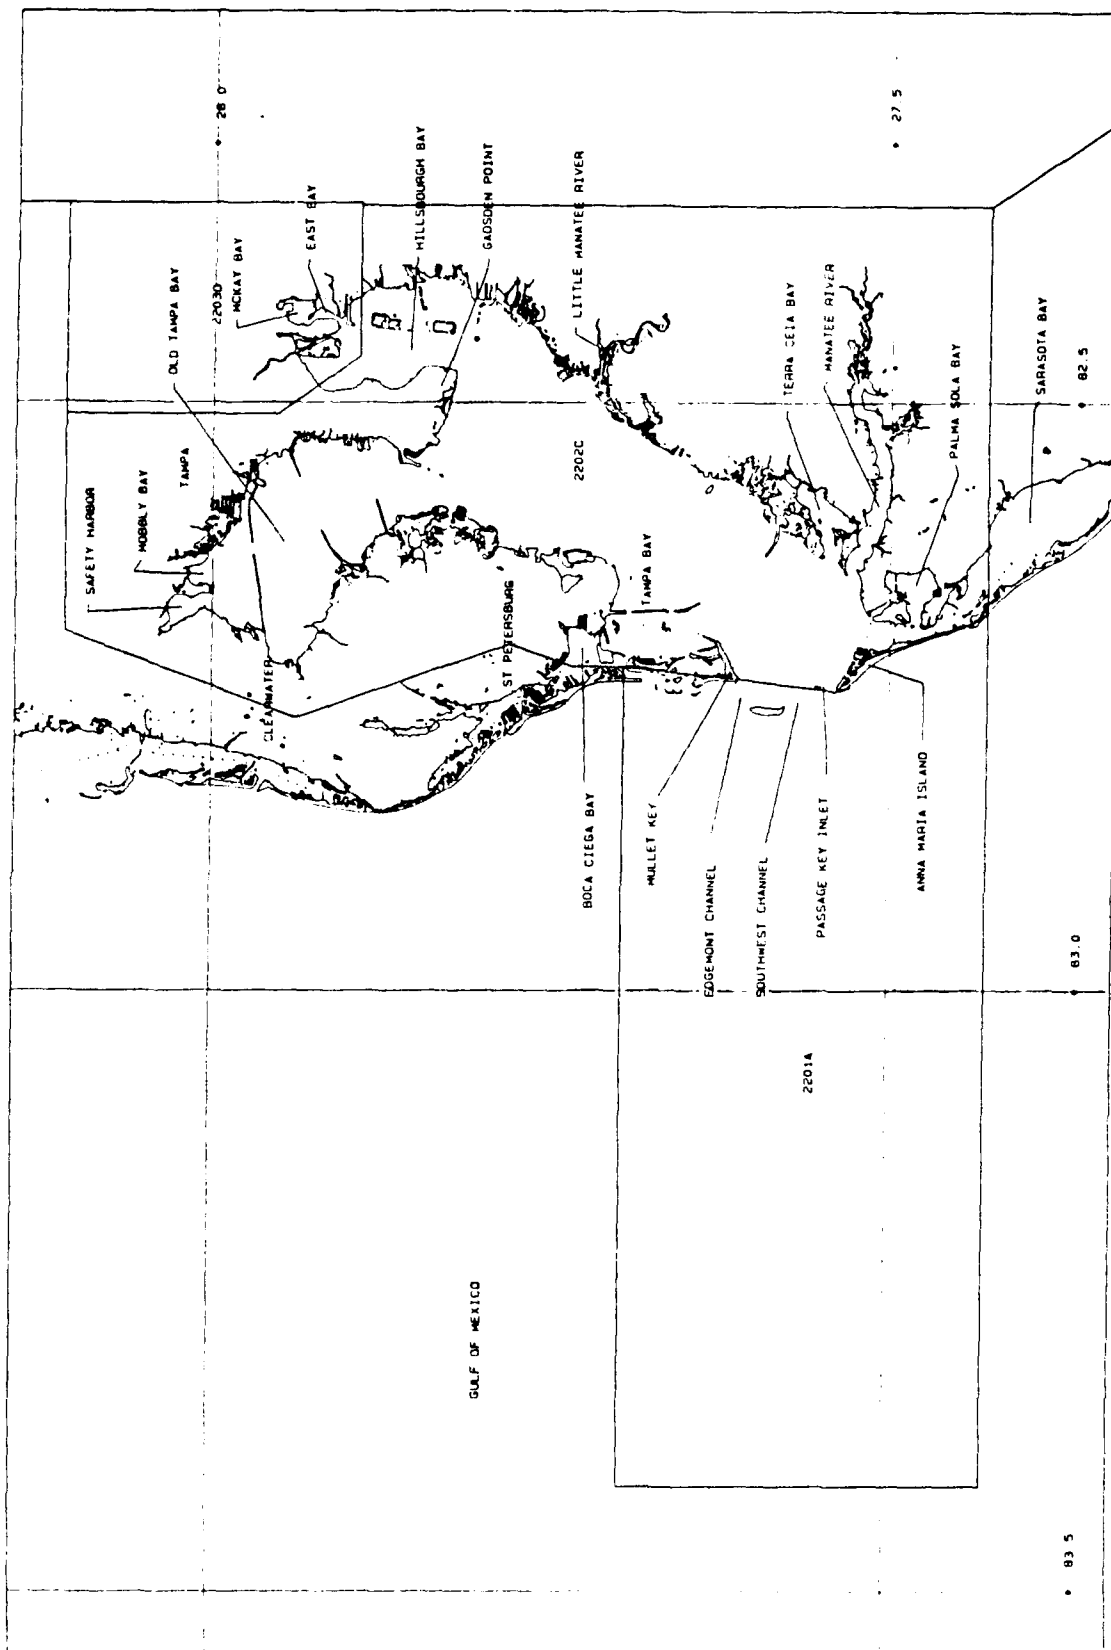 SAFETY HARBOR
MOBBLY BAY
TAMPA
OLD TAMPA BAY
2203D
MCKAY BAY
28 0
EAST BAY
HILLSBOURGH BAY
GADSDEN POINT
LITTLE MANATEE RIVER
2202C
CLEARWATER
ST PETERSBURG
TAMPA BAY
TERRA CEIA BAY
MANATEE RIVER
27.5
PALMA SOLA BAY
SARASOTA BAY
82.5
BOCA CIEGA BAY
MULLET KEY
EDGEMONT CHANNEL
SOUTHWEST CHANNEL
PASSAGE KEY INLET
ANNA MARIA ISLAND
83.0
2201A
GULF OF MEXICO
83 5